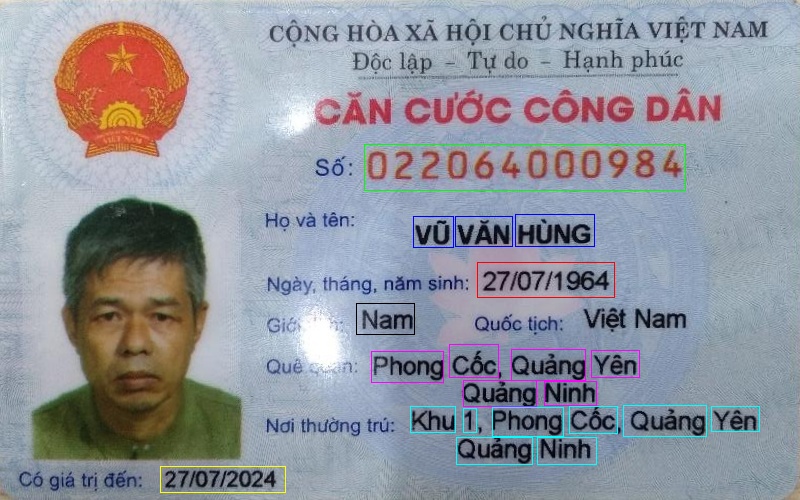 CỘNG HÒA XÃ HỘI CHỦ NGHĨA VIỆT NAM
Độc lập - Tự do - Hạnh phúc
CĂN CƯỚC CÔNG DÂN
Số: 022064000984
Họ và tên: VŨ VĂN HÙNG
Ngày, tháng, năm sinh: 27/07/1964
Giới tính: Nam Quốc tịch: Việt Nam
Quê quán: Phong Cốc, Quảng Yên
Quảng Ninh
Nơi thường trú: Khu 1, Phong Cốc, Quảng Yên
Quảng Ninh
Có giá trị đến: 27/07/2024